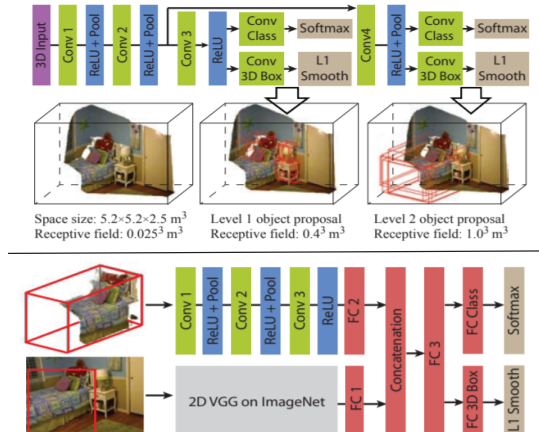 3D Input
Conv 1
ReLU + Pool
Conv 2
ReLU + Pool
Conv 3
ReLU
Conv
Class
Softmax
Conv
3D Box
L1
Smooth
Conv4
ReLU + Pool
Conv
Class
Softmax
Conv
3D Box
L1
Smooth
Space size: 5.2×5.2×2.5 m³
Receptive field: 0.025³ m³
Level 1 object proposal
Receptive field: 0.4³ m³
Level 2 object proposal
Receptive field: 1.0³ m³
Conv 1
ReLU + Pool
Conv 2
ReLU + Pool
Conv 3
ReLU
FC 2
2D VGG on ImageNet
FC 1
Concatenation
FC 3
FC Class
Softmax
FC 3D Box
L1 Smooth